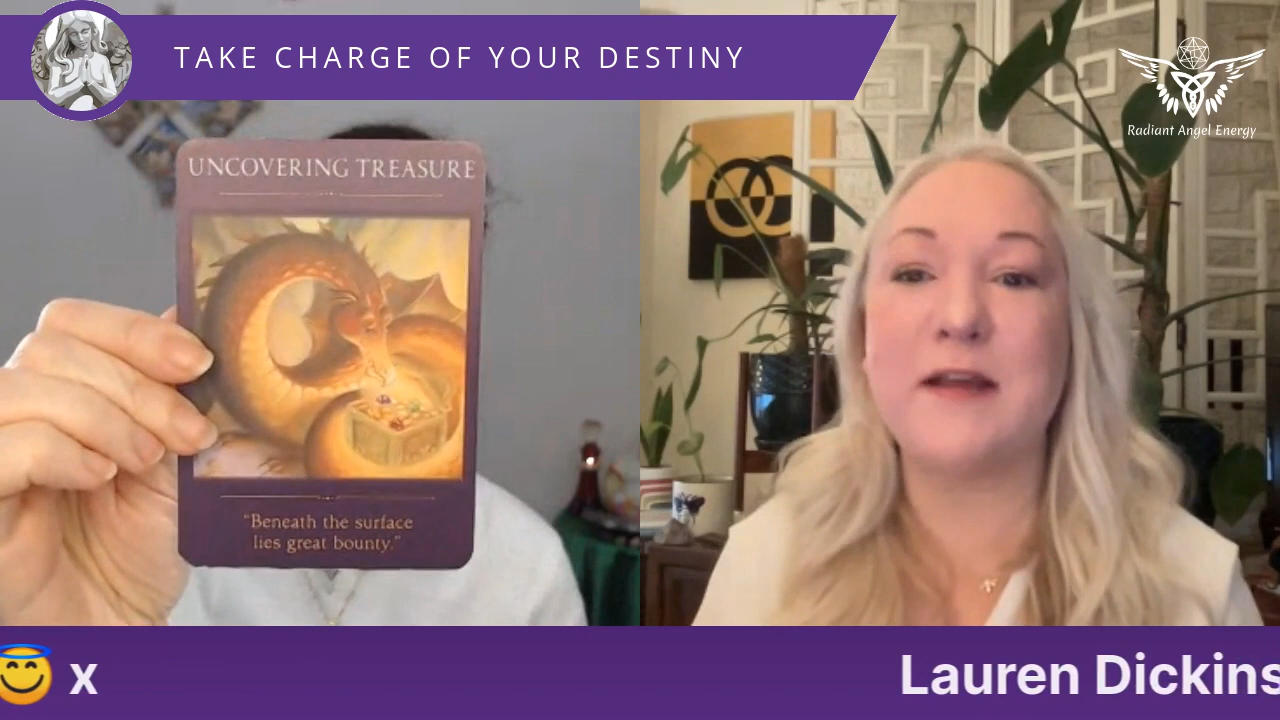 TAKE CHARGE OF YOUR DESTINY
Radiant Angel Energy
UNCOVERING TREASURE
"Beneath the surface
lies great bounty."
😇 x
Lauren Dickins